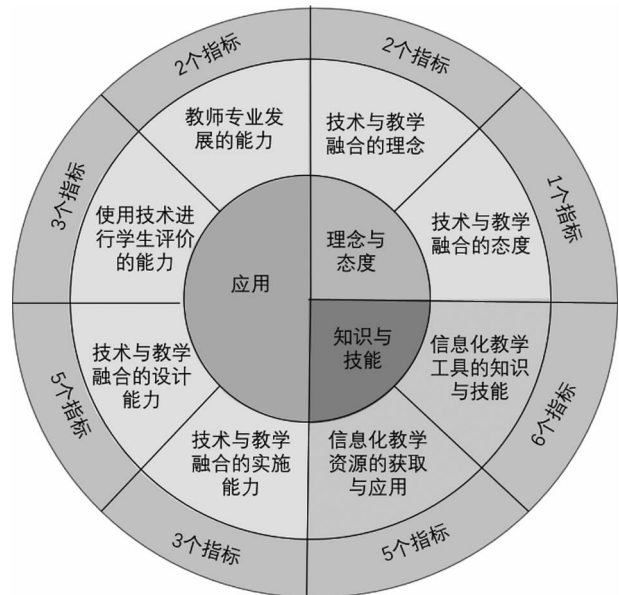 2个指标
2个指标
1个指标
6个指标
5个指标
3个指标
5个指标
3个指标
教师专业发
展的能力
技术与教学
融合的理念
技术与教学
融合的态度
信息化教学
工具的知识
与技能
信息化教学
资源的获取
与应用
技术与教学
融合的实施
能力
技术与教学
融合的设计
能力
使用技术进
行学生评价
的能力
应用
理念与
态度
知识与
技能